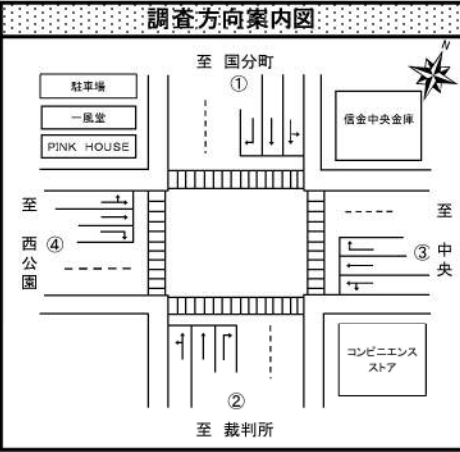 調査方向案内図
至 国分町
①
N
駐車場
一風堂
PINK HOUSE
信金中央金庫
至
西公園
④
至
中央
③
コンビニエンス
ストア
②
至 裁判所